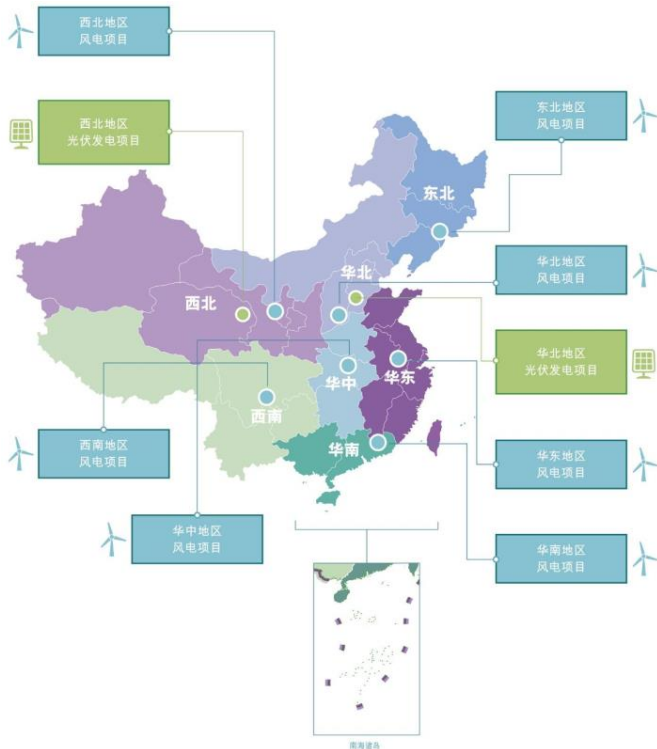 西北地区
风电项目
西北地区
光伏发电项目
东北地区
风电项目
东北
华北地区
风电项目
华北
西北
华北地区
光伏发电项目
华中
华东
西南
西南地区
风电项目
华南
华东地区
风电项目
华中地区
风电项目
华南地区
风电项目
南海诸岛